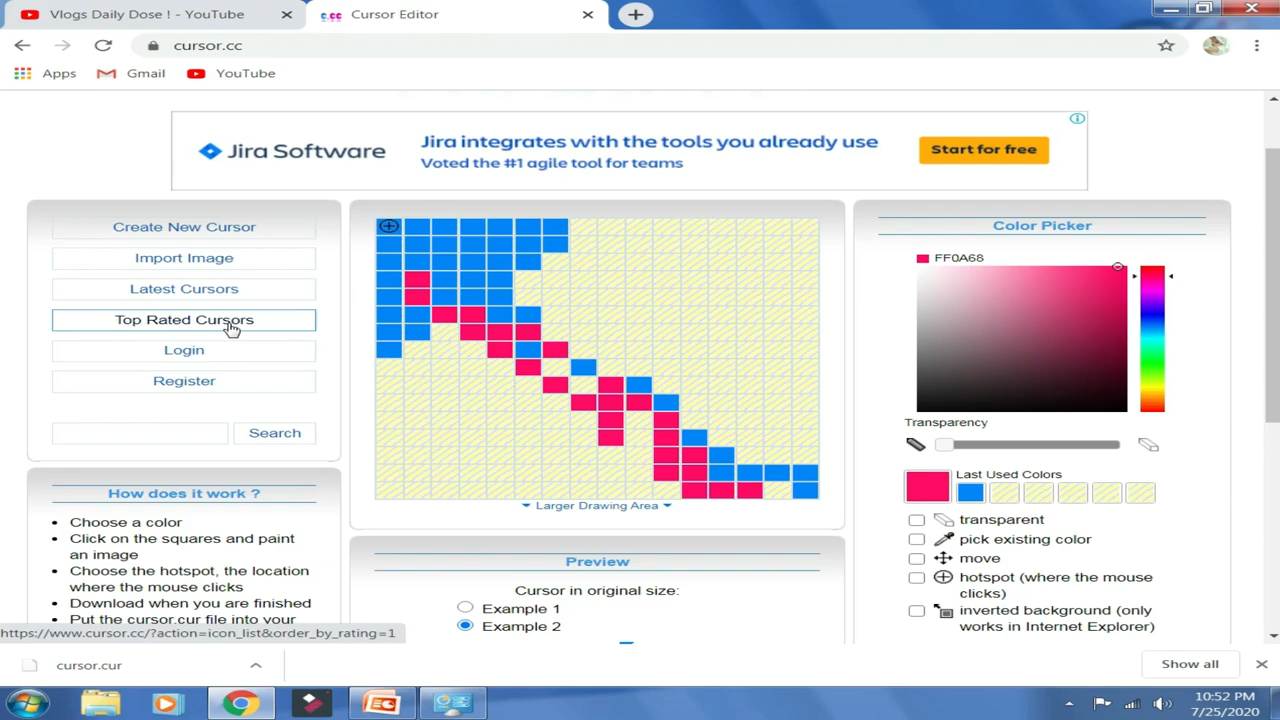 Vlogs Daily Dose ! - YouTube
c.cc Cursor Editor
cursor.cc
Apps
Gmail
YouTube
Jira Software
Jira integrates with the tools you already use
Voted the #1 agile tool for teams
Start for free
Create New Cursor
Import Image
Latest Cursors
Top Rated Cursors
Login
Register
Search
How does it work ?
Choose a color
Click on the squares and paint
an image
Choose the hotspot, the location
where the mouse clicks
Download when you are finished
Put the cursor.cur file into your
https://www.cursor.cc/?action=icon_list&order_by_rating=1
Larger Drawing Area
Preview
Cursor in original size:
Example 1
Example 2
Color Picker
FF0A68
Transparency
Last Used Colors
transparent
pick existing color
move
hotspot (where the mouse
clicks)
inverted background (only
works in Internet Explorer)
cursor.cur
Show all
10:52 PM
7/25/2020